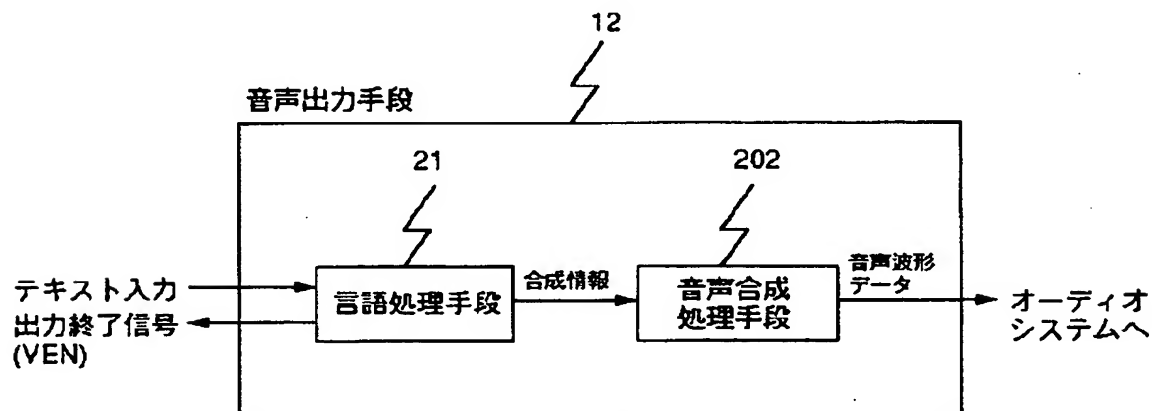 12
音声出力手段
21
202
テキスト入力
出力終了信号
(VEN)
言語処理手段
合成情報
音声合成
処理手段
音声波形
データ
オーディオ
システムへ